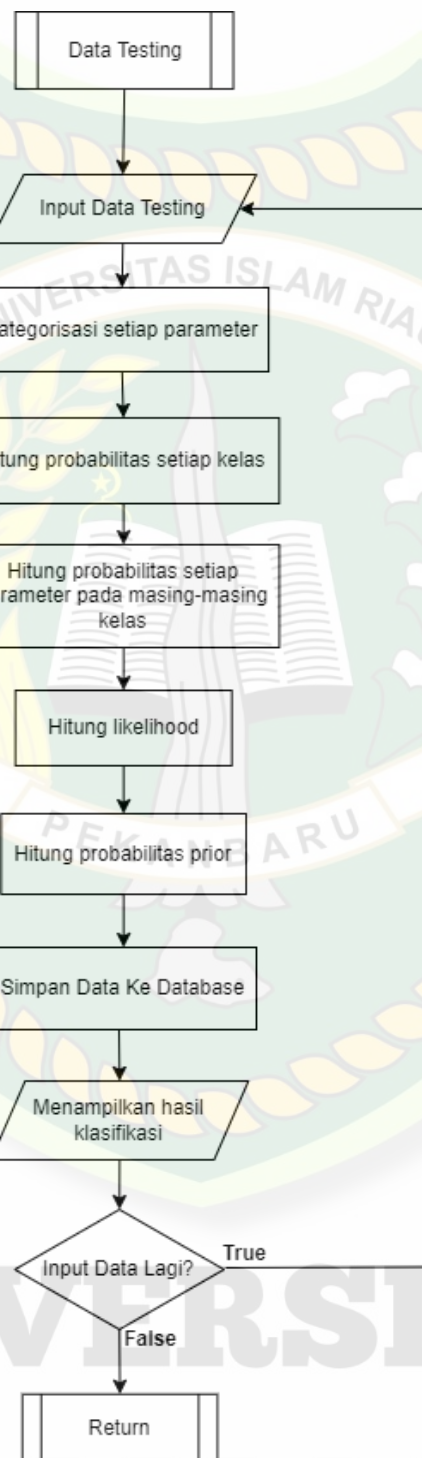 Data Testing
Input Data Testing
UNIVERSITAS ISLAM RIAU
ategorisasi setiap parameter
tung probabilitas setiap kelas
Hitung probabilitas setiap
rameter pada masing-masing
kelas
Hitung likelihood
PEKANBARU
Hitung probabilitas prior
Simpan Data Ke Database
Menampilkan hasil
klasifikasi
Input Data Lagi?
True
VERSI
False
Return